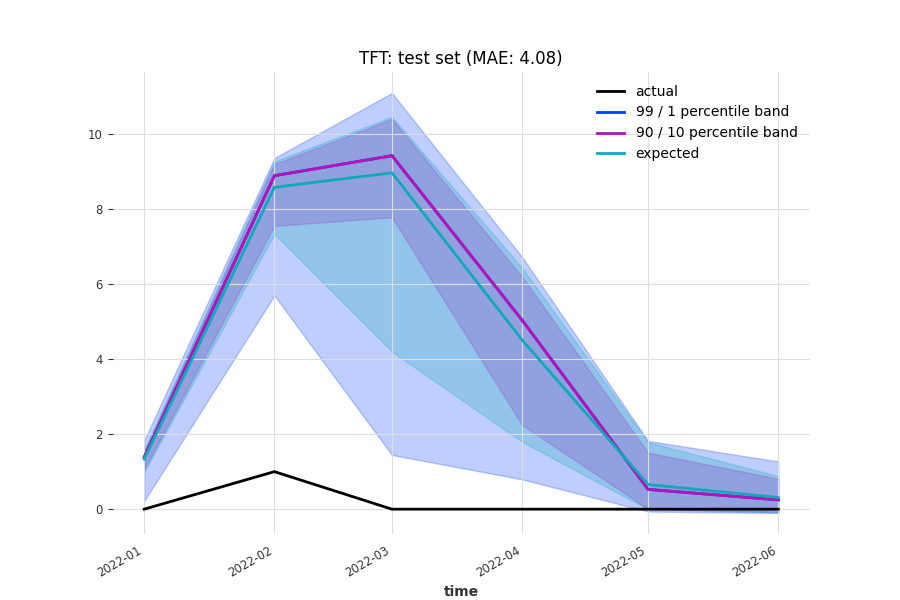 TFT: test set (MAE: 4.08)
actual
99 / 1 percentile band
90 / 10 percentile band
expected
10
8
6
4
2
0
2022-01
2022-02
2022-03
2022-04
2022-05
2022-06
time